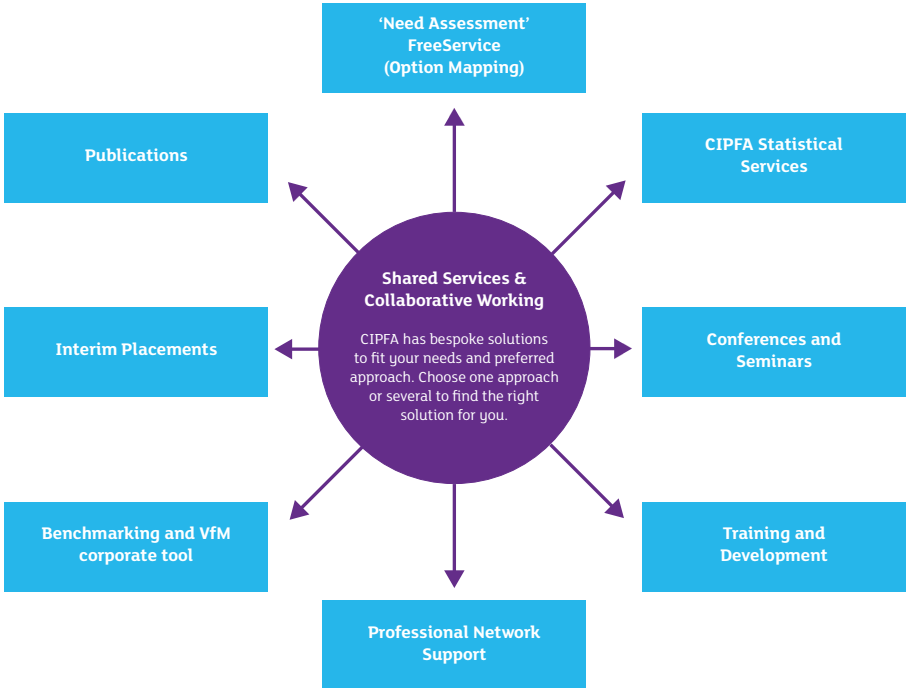 ‘Need Assessment’
FreeService
(Option Mapping)
Publications
CIPFA Statistical
Services
Shared Services &
Collaborative Working
CIPFA has bespoke solutions
to fit your needs and preferred
approach. Choose one approach
or several to find the right
solution for you.
Interim Placements
Conferences and
Seminars
Benchmarking and VfM
corporate tool
Training and
Development
Professional Network
Support